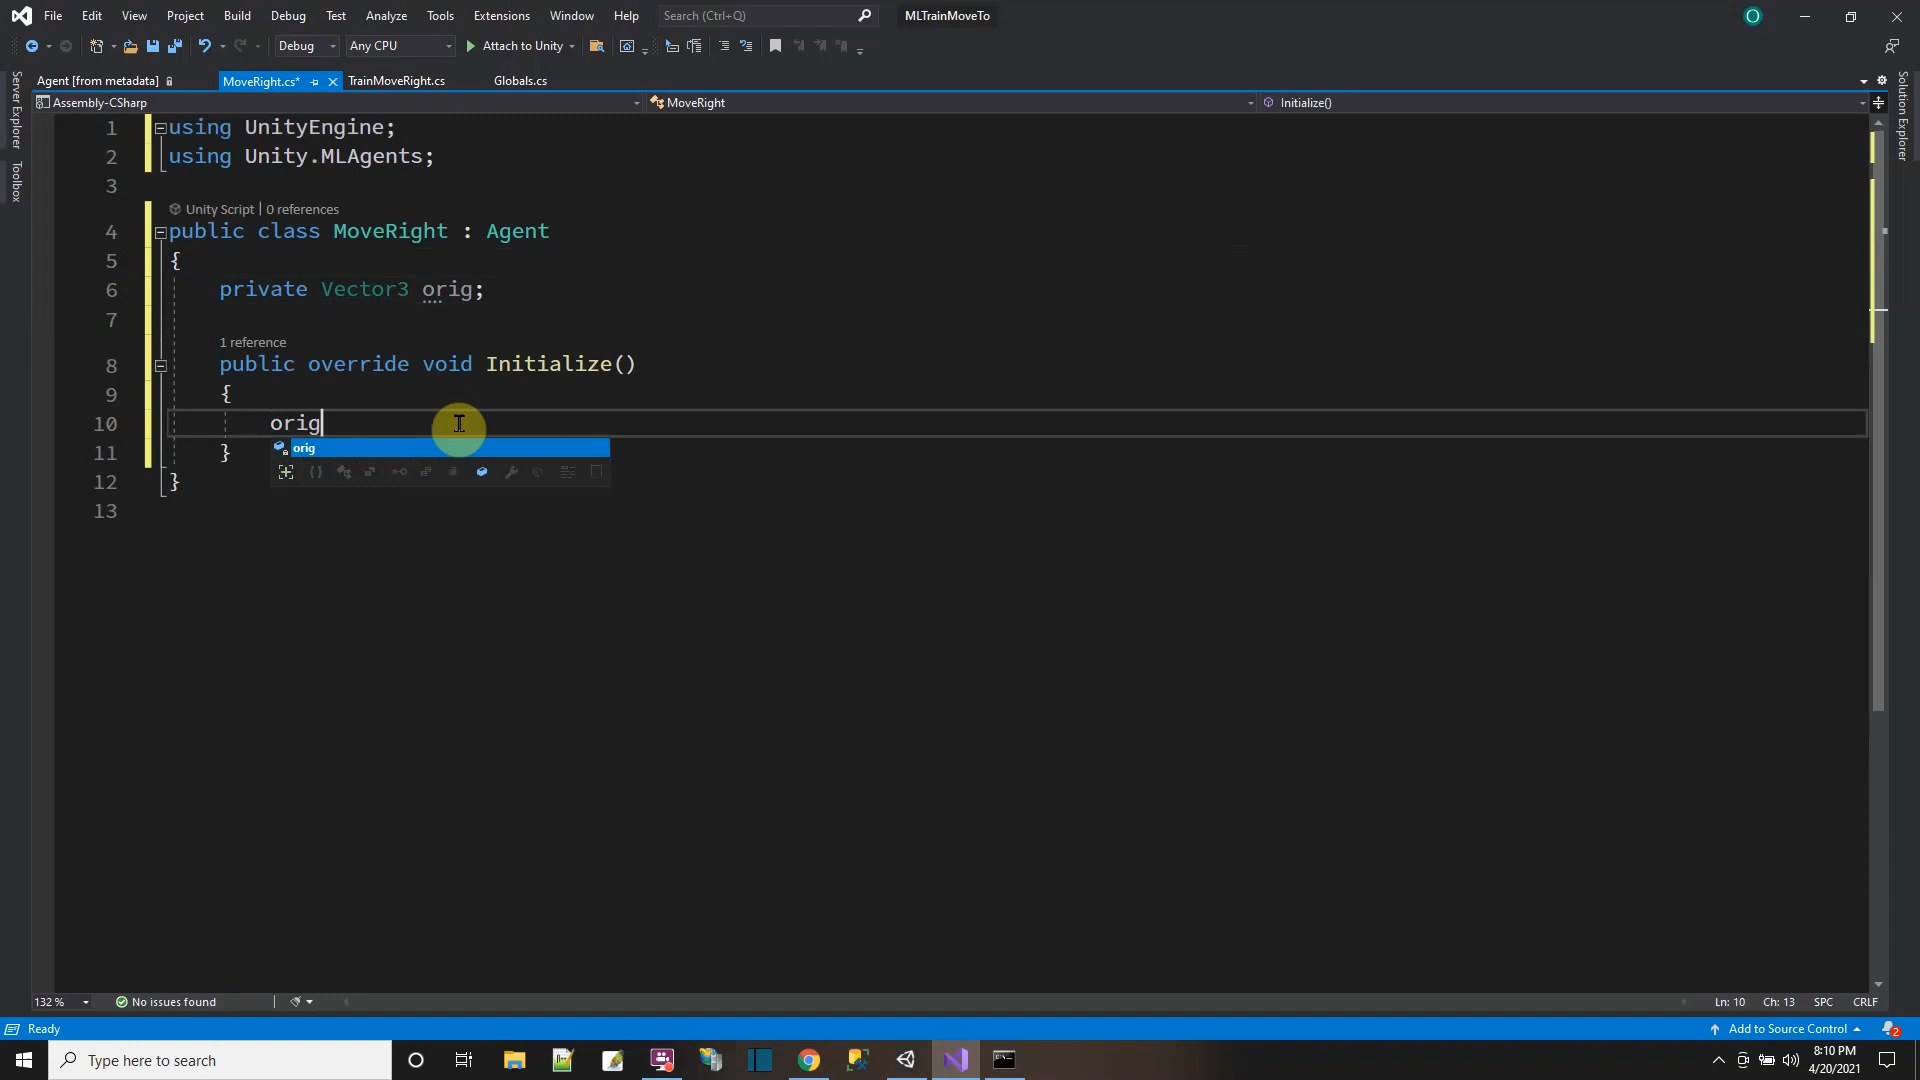 File Edit View Project Build Debug Test Analyze Tools Extensions Window Help Search (Ctrl+Q) MLTrainMoveTo O
Debug Any CPU Attach to Unity
Agent [from metadata] MoveRight.cs* TrainMoveRight.cs Globals.cs
Assembly-CSharp MoveRight Initialize()
Server Explorer
Toolbox
Solution Explorer
1 using UnityEngine;
2 using Unity.MLAgents;
3
Unity Script | 0 references
4 public class MoveRight : Agent
5 {
6 private Vector3 orig;
7
1 reference
8 public override void Initialize()
9 {
10 orig
orig
11 }
12 }
13
132 % No issues found Ln: 10 Ch: 13 SPC CRLF
Ready Add to Source Control 2
Type here to search
8:10 PM
4/20/2021